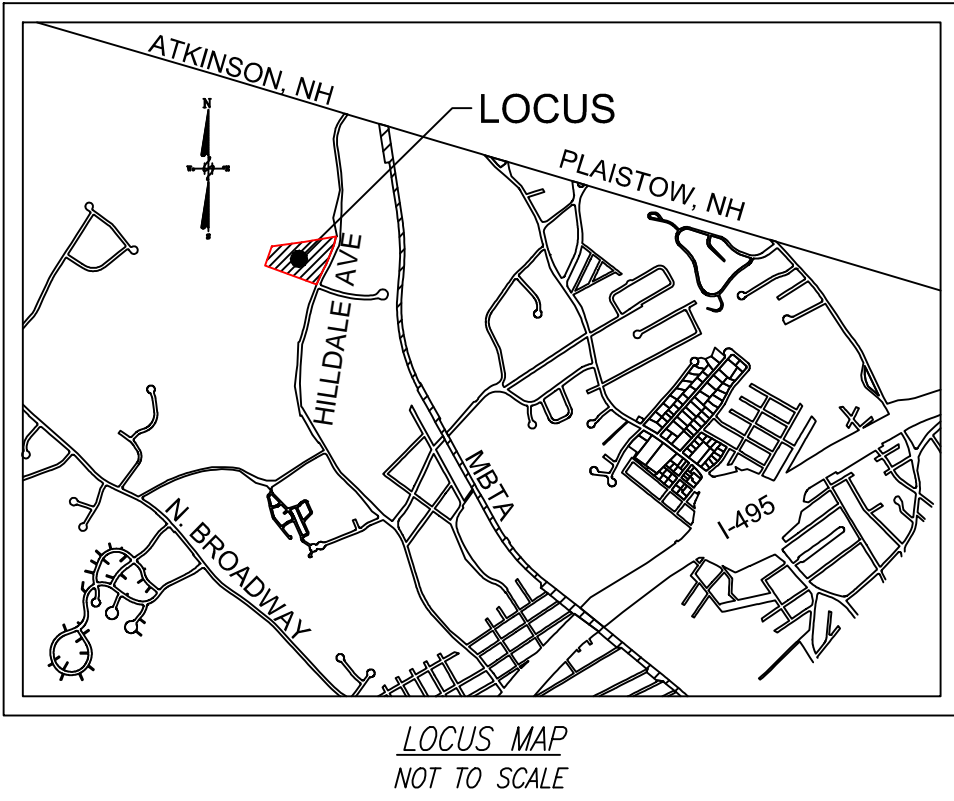 ATKINSON, NH
N
LOCUS
PLAISTOW, NH
S
HILLDALE AVE
MBTA
I-495
N. BROADWAY
LOCUS MAP
NOT TO SCALE